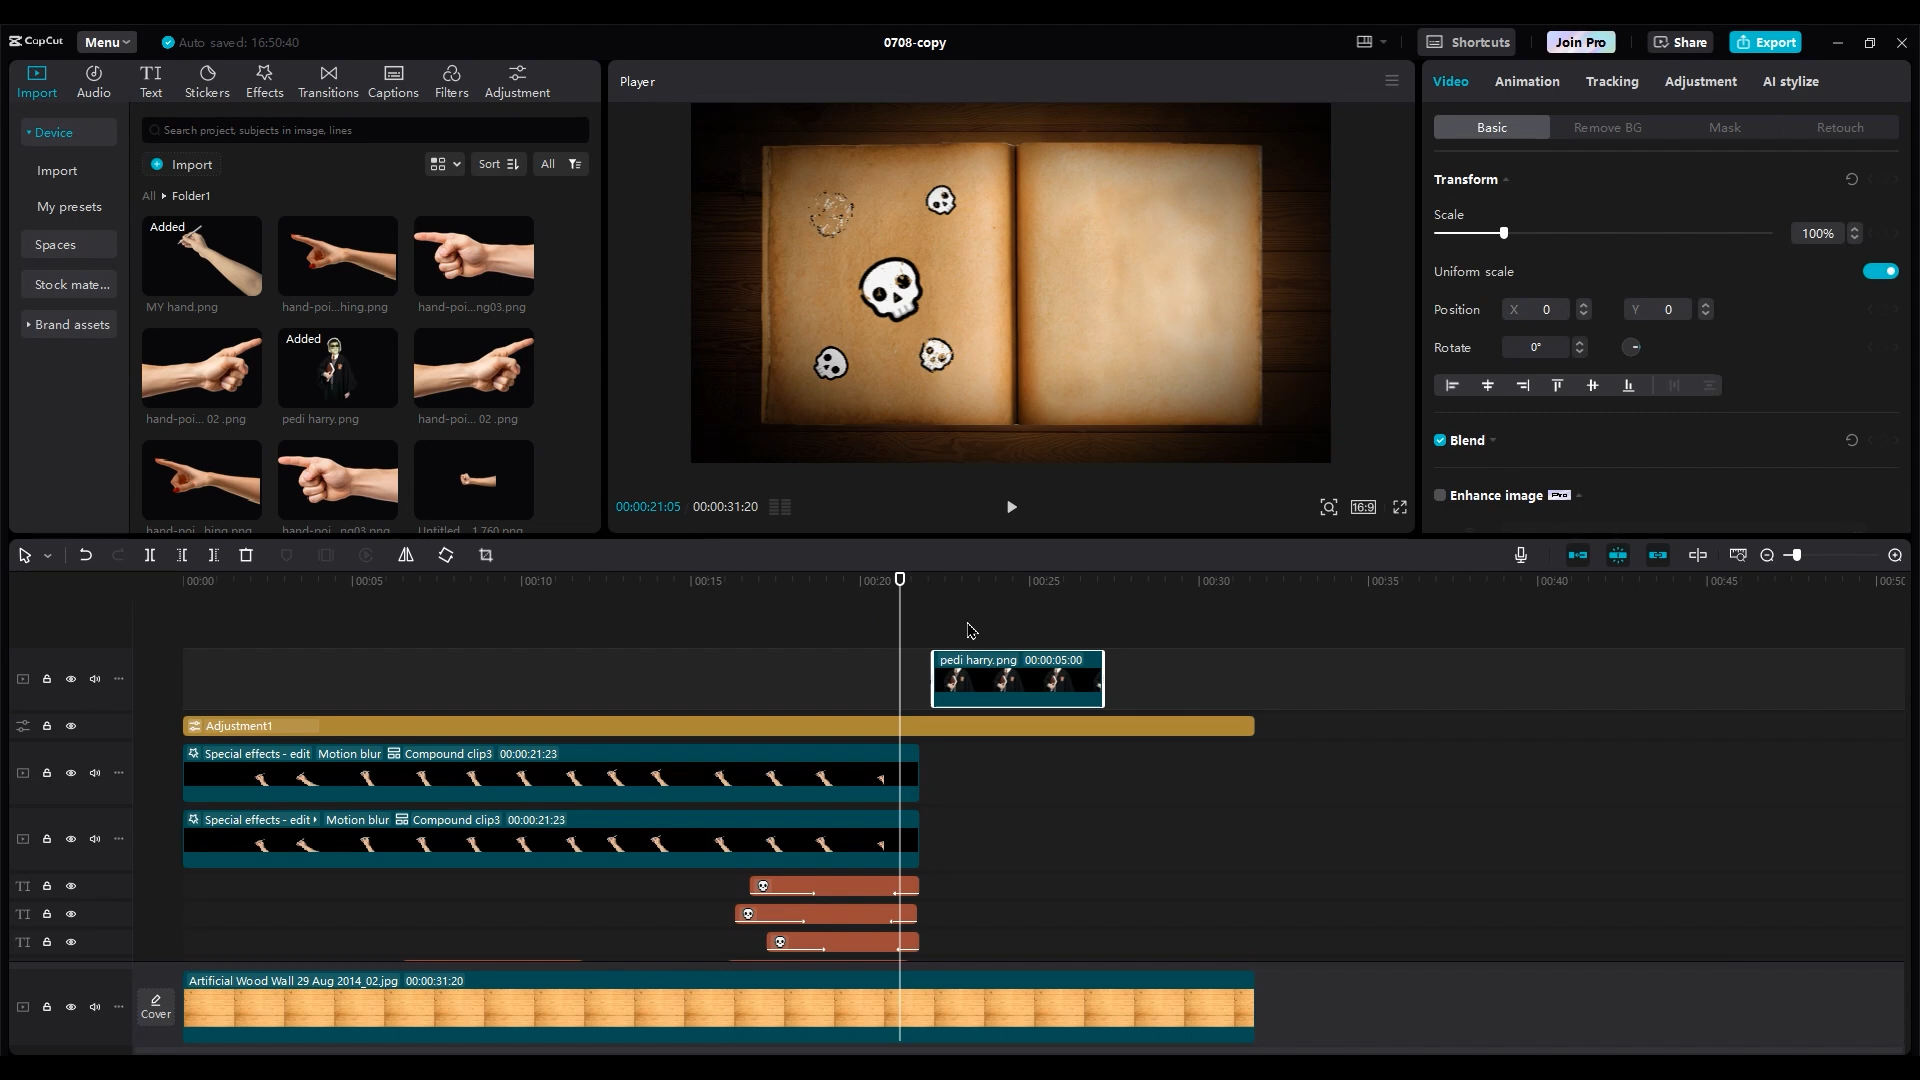 CapCut
Menu
Auto saved: 16:50:40
0708-copy
Shortcuts
Join Pro
Share
Export
Import
Audio
TI
Text
Stickers
Effects
Transitions
Captions
Filters
Adjustment
Device
Import
My presets
Spaces
Stock mate...
Brand assets
Search project, subjects in image, lines
Import
Sort
All
All Folder1
Added
MY hand.png
hand-poi...hing.png
hand-poi...ng03.png
Added
hand-poi... 02 .png
pedi harry.png
hand-poi... 02 .png
hand-poi...hing.png
hand-poi...ng03.png
Untitled ...1.760.png
Player
00:00:21:05 00:00:31:20
16:9
Video
Animation
Tracking
Adjustment
AI stylize
Basic
Remove BG
Mask
Retouch
Transform
Scale
100%
Uniform scale
Position
X 0
Y 0
Rotate
0°
Blend
Enhance image Pro
00:00
00:05
00:10
00:15
00:20
00:25
00:30
00:35
00:40
00:45
00:50
pedi harry.png 00:00:05:00
Adjustment1
Special effects - edit Motion blur Compound clip3 00:00:21:23
Special effects - edit Motion blur Compound clip3 00:00:21:23
TI
TI
TI
Artificial Wood Wall 29 Aug 2014_02.jpg 00:00:31:20
Cover